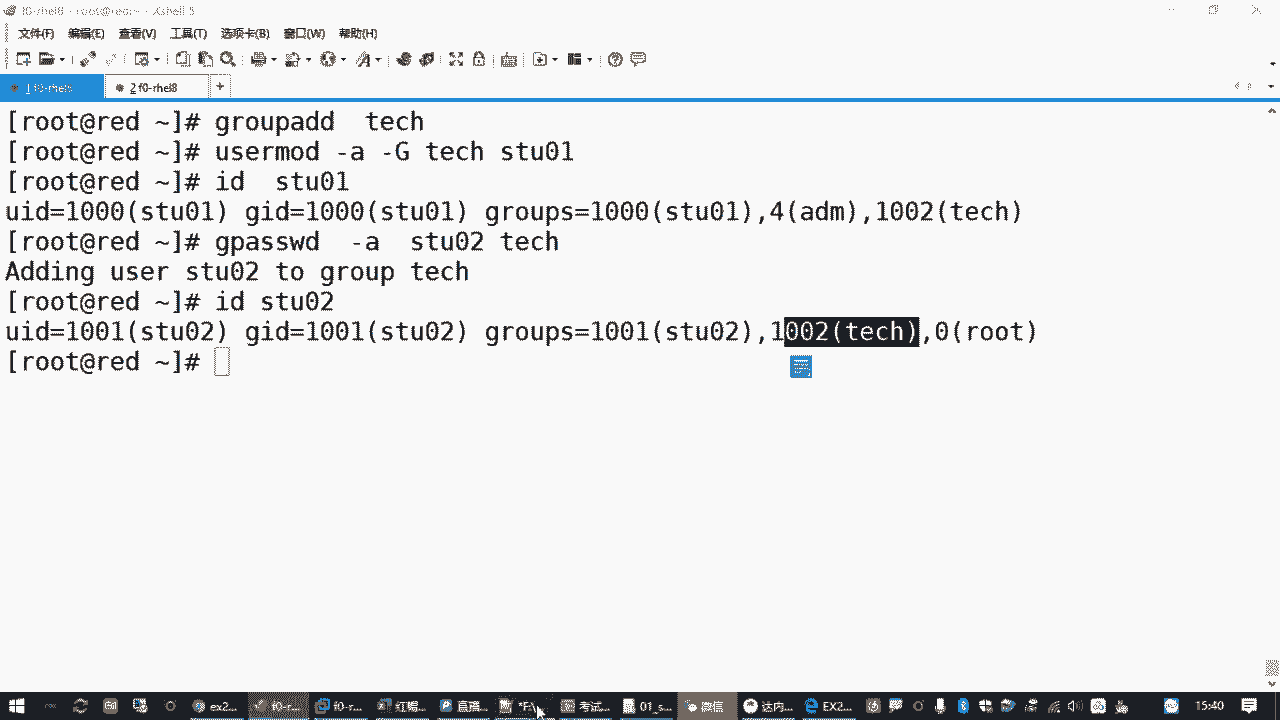 f0-rhel8 - root@red:~ - Xshell 5
文件(F) 编辑(E) 查看(V) 工具(T) 选项卡(B) 窗口(W) 帮助(H)
1 f0-rhel8 2 f0-rhel8 +
[root@red ~]# groupadd  tech
[root@red ~]# usermod -a -G tech stu01
[root@red ~]# id  stu01
uid=1000(stu01) gid=1000(stu01) groups=1000(stu01),4(adm),1002(tech)
[root@red ~]# gpasswd  -a  stu02 tech
Adding user stu02 to group tech
[root@red ~]# id stu02
uid=1001(stu02) gid=1001(stu02) groups=1001(stu02),1002(tech),0(root)
[root@red ~]#
ex2... f0-r... f0-r... 红帽... 直播... 考试... 01_s... 微信 达内... EX2... 15:40